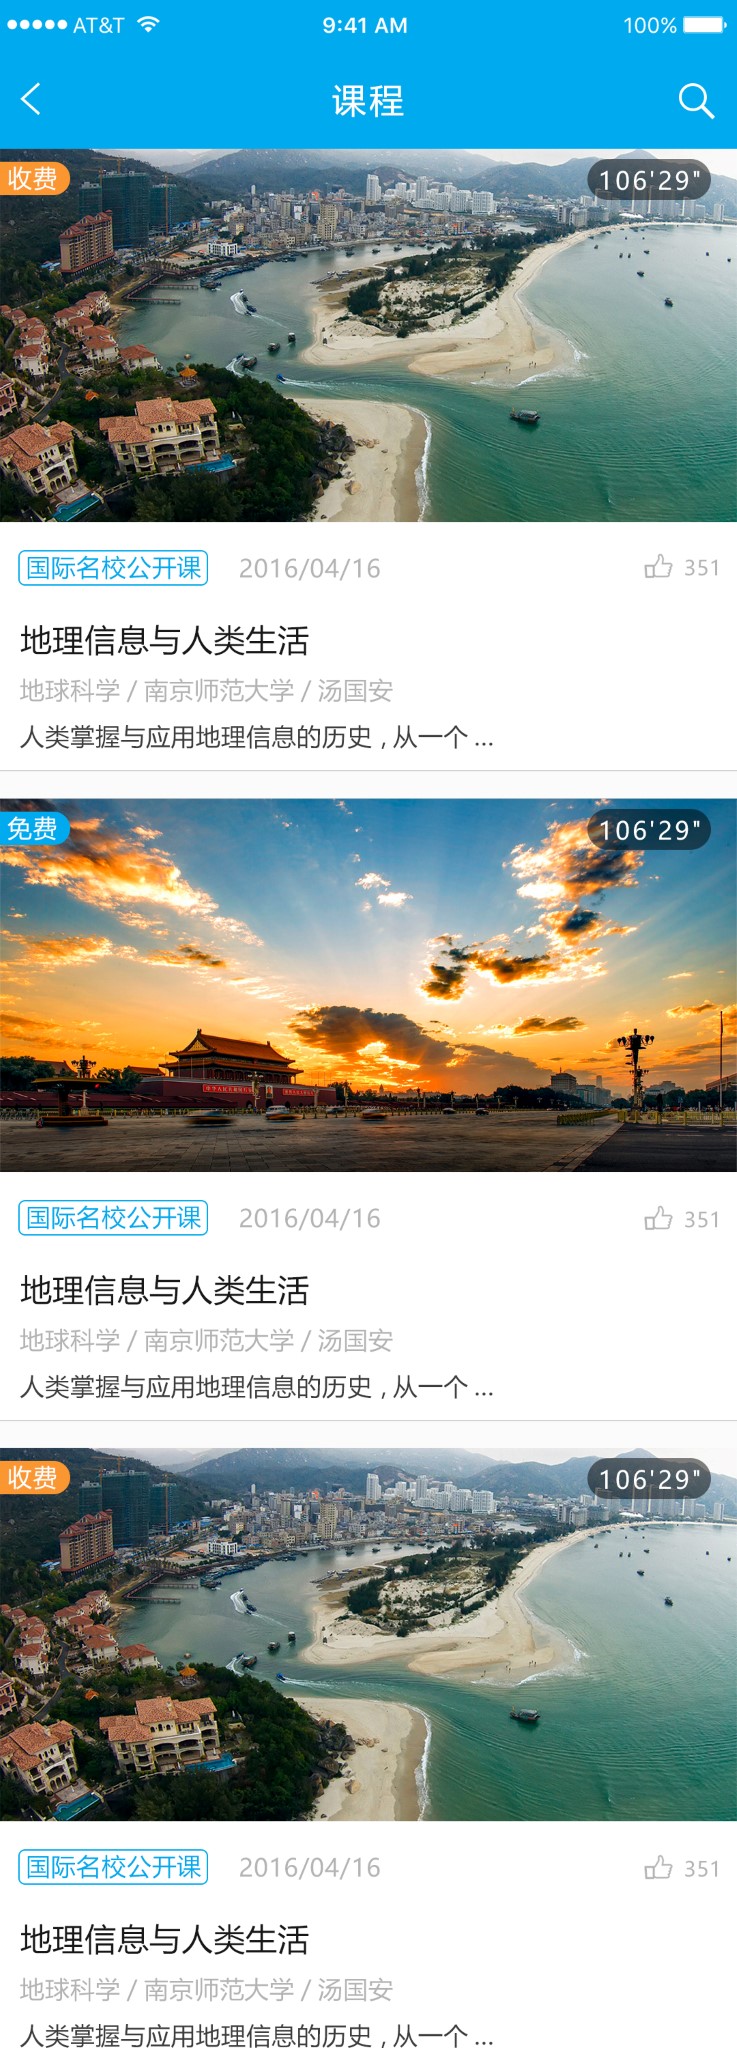 AT&T 9:41 AM 100%
课程
收费 106'29"
国际名校公开课 2016/04/16 351
地理信息与人类生活
地球科学 / 南京师范大学 / 汤国安
人类掌握与应用地理信息的历史 , 从一个 ...
免费 106'29"
国际名校公开课 2016/04/16 351
地理信息与人类生活
地球科学 / 南京师范大学 / 汤国安
人类掌握与应用地理信息的历史 , 从一个 ...
收费 106'29"
国际名校公开课 2016/04/16 351
地理信息与人类生活
地球科学 / 南京师范大学 / 汤国安
人类掌握与应用地理信息的历史 , 从一个 ...